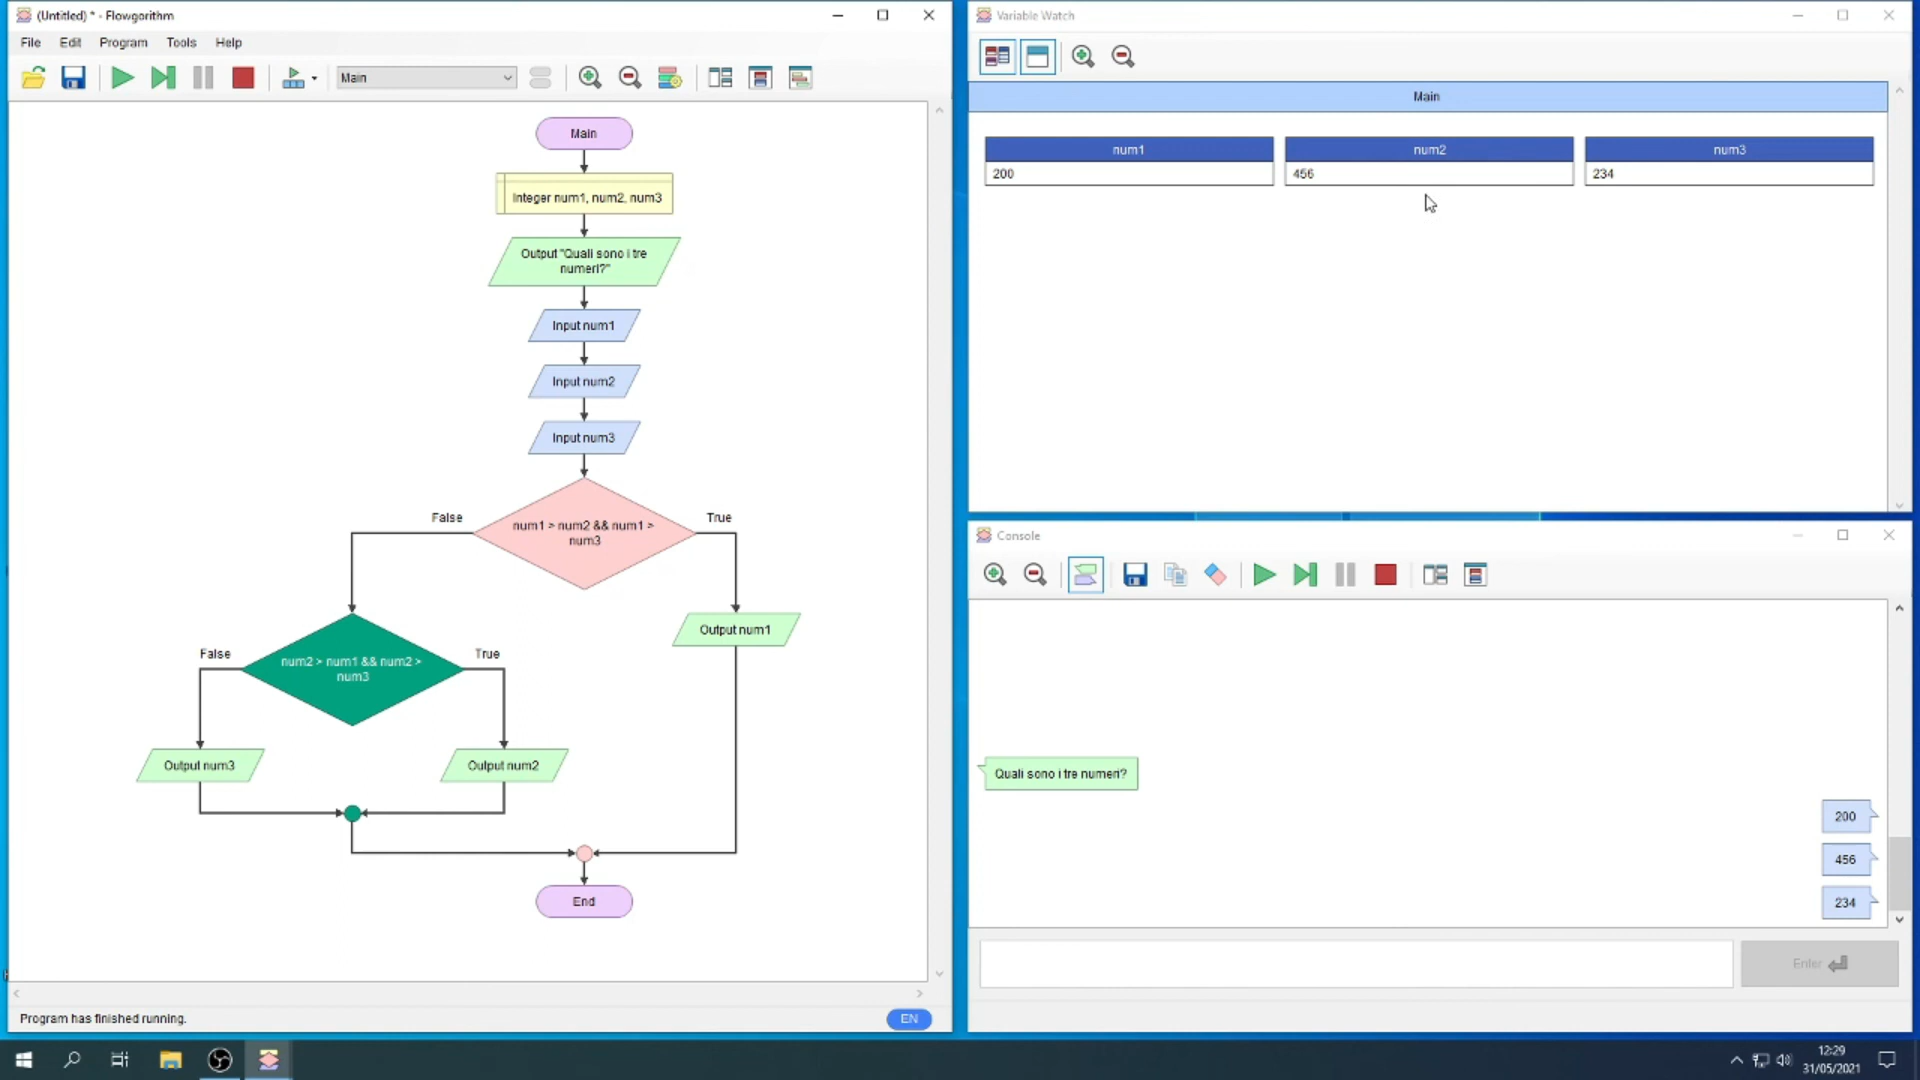 (Untitled) * - Flowgorithm
File Edit Program Tools Help
Main
Main
Integer num1, num2, num3
Output "Quali sono i tre
numeri?"
Input num1
Input num2
Input num3
False
True
num1 > num2 && num1 >
num3
Output num1
False
True
num2 > num1 && num2 >
num3
Output num3
Output num2
End
Program has finished running.
EN
Variable Watch
Main
num1 num2 num3
200 456 234
Console
Quali sono i tre numeri?
200
456
234
Enter
12:29
31/05/2021